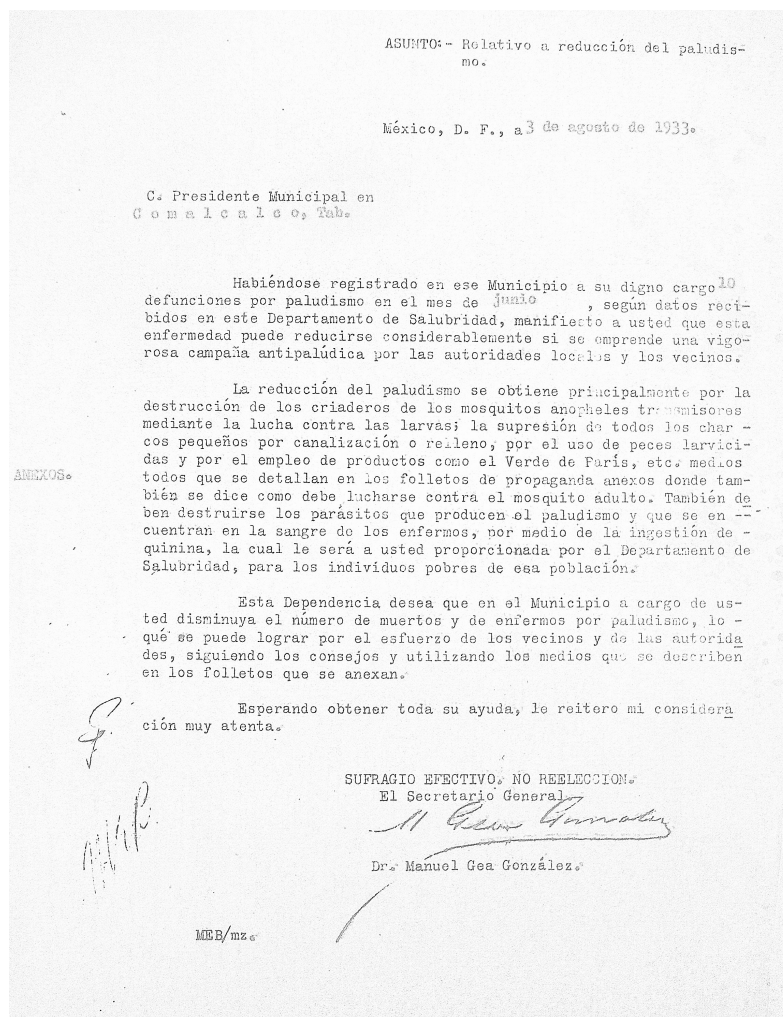 ASUNTO:- Relativo a reducción del paludis-
mo.
México, D. F., a 3 de agosto de 1933.
C. Presidente Municipal en
C o m a l c a l c o, Tab.
Habiéndose registrado en ese Municipio a su digno cargo 10
defunciones por paludismo en el mes de junio , según datos reci-
bidos en este Departamento de Salubridad, manifiesto a usted que esta
enfermedad puede reducirse considerablemente si se emprende una vigo-
rosa campaña antipalúdica por las autoridades locales y los vecinos.
La reducción del paludismo se obtiene principalmente por la
destrucción de los criaderos de los mosquitos anopheles transmisores
mediante la lucha contra las larvas; la supresión de todos los char -
cos pequeños por canalización o relleno, por el uso de peces larvici-
das y por el empleo de productos como el Verde de París, etc. medios
ANEXOS.
todos que se detallan en los folletos de propaganda anexos donde tam-
bién se dice como debe lucharse contra el mosquito adulto. También de
ben destruirse los parásitos que producen el paludismo y que se en --
cuentran en la sangre de los enfermos, por medio de la ingestión de -
quinina, la cual le será a usted proporcionada por el Departamento de
Salubridad, para los individuos pobres de esa población.
Esta Dependencia desea que en el Municipio a cargo de us-
ted disminuya el número de muertos y de enfermos por paludismo, lo -
que se puede lograr por el esfuerzo de los vecinos y de las autorida
des, siguiendo los consejos y utilizando los medios que se describen
en los folletos que se anexan.
Esperando obtener toda su ayuda, le reitero mi considera
ción muy atenta.
SUFRAGIO EFECTIVO. NO REELECCION.
El Secretario General.
M Gea Gonzalez
Dr. Manuel Gea González.
MEB/mz.